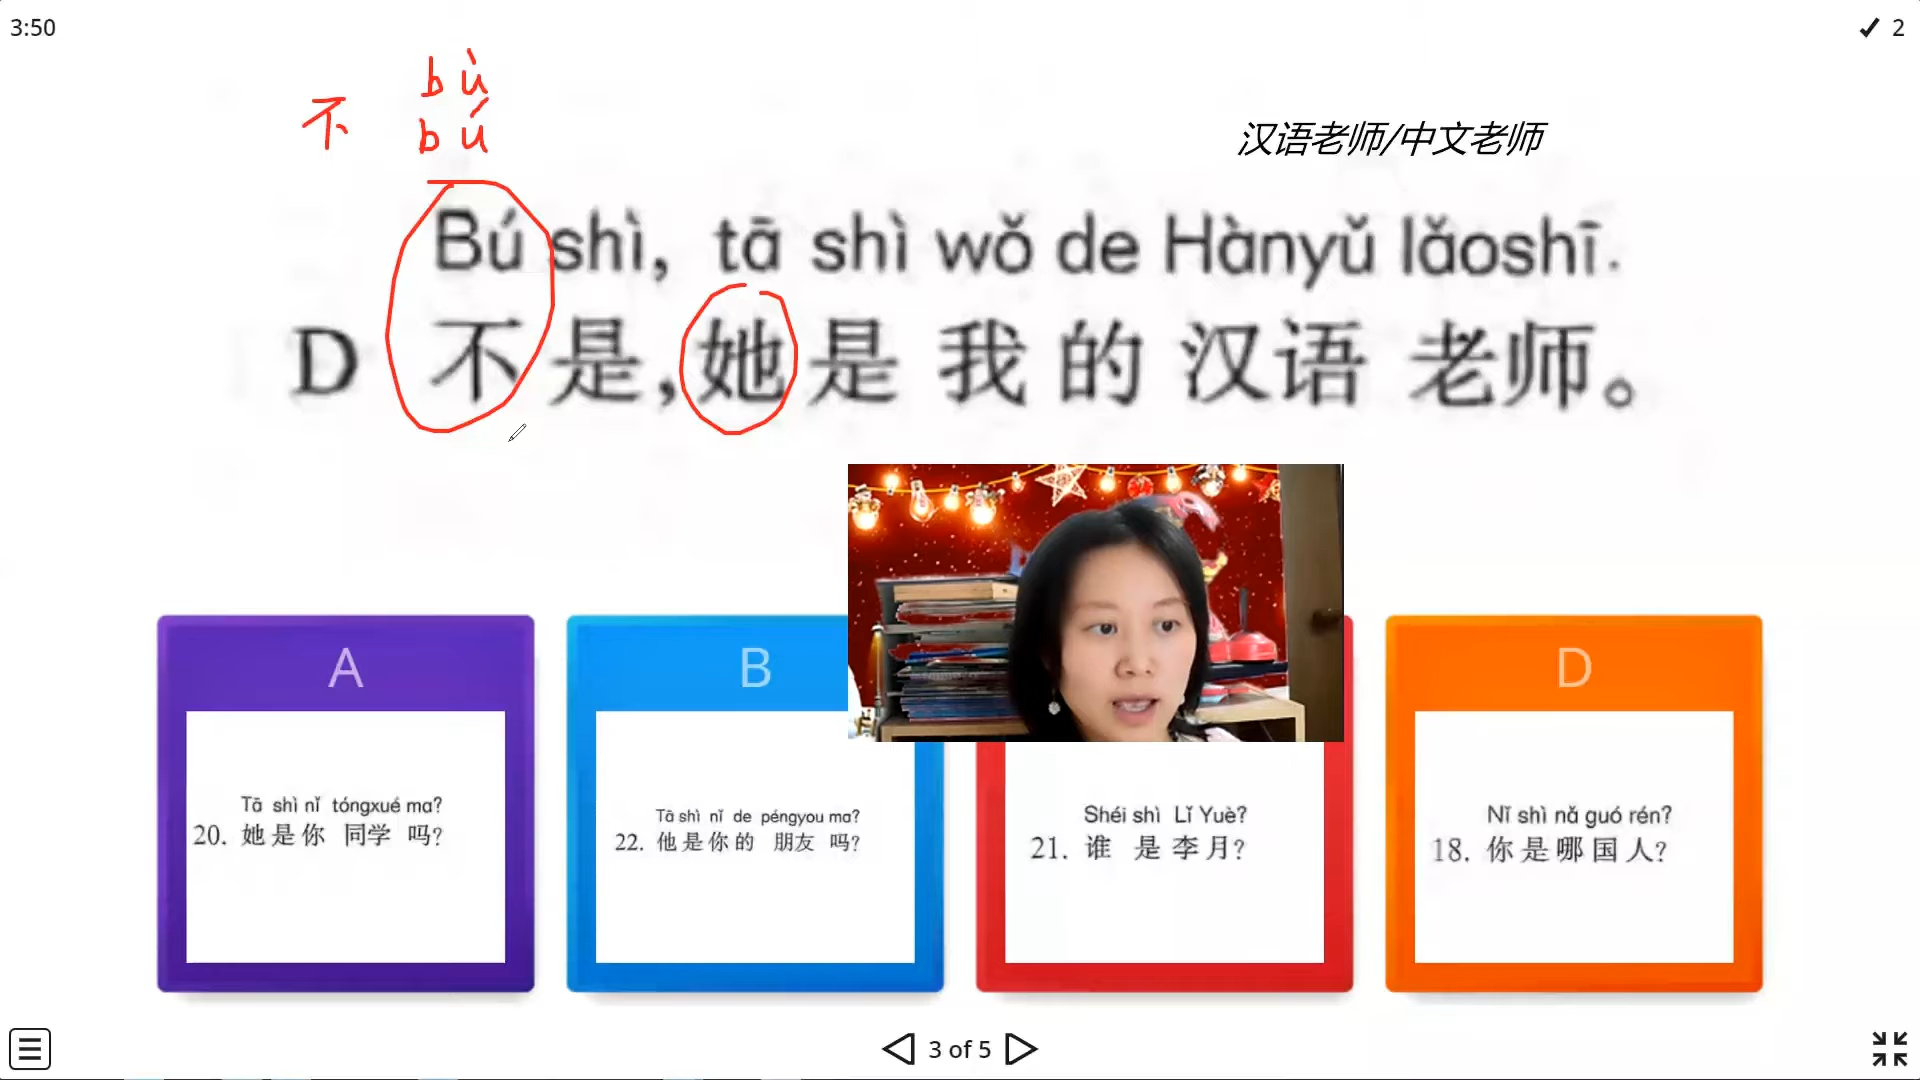 3:50
✓ 2
bù
不 bú
汉语老师/中文老师
Bú shì, tā shì wǒ de Hànyǔ lǎoshī.
D 不是,她是我的汉语老师。
A
B
D
Tā shì nǐ tóngxué ma?
20. 她是你 同学 吗?
Tā shì nǐ de péngyou ma?
22. 他是你的 朋友 吗?
Shéi shì Lǐ Yuè?
21. 谁 是李月?
Nǐ shì nǎ guó rén?
18. 你是哪国人?
3 of 5